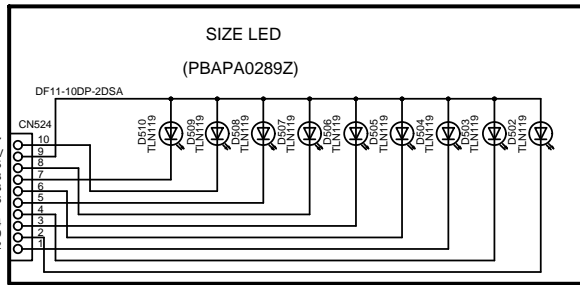 SIZE LED
(PBAPA0289Z)
DF11-10DP-2DSA
CN524
10
9
8
7
6
5
4
3
2
1
D510
TLN119
D509
TLN119
D508
TLN119
D507
TLN119
D506
TLN119
D505
TLN119
D504
TLN119
D503
TLN119
D502
TLN119